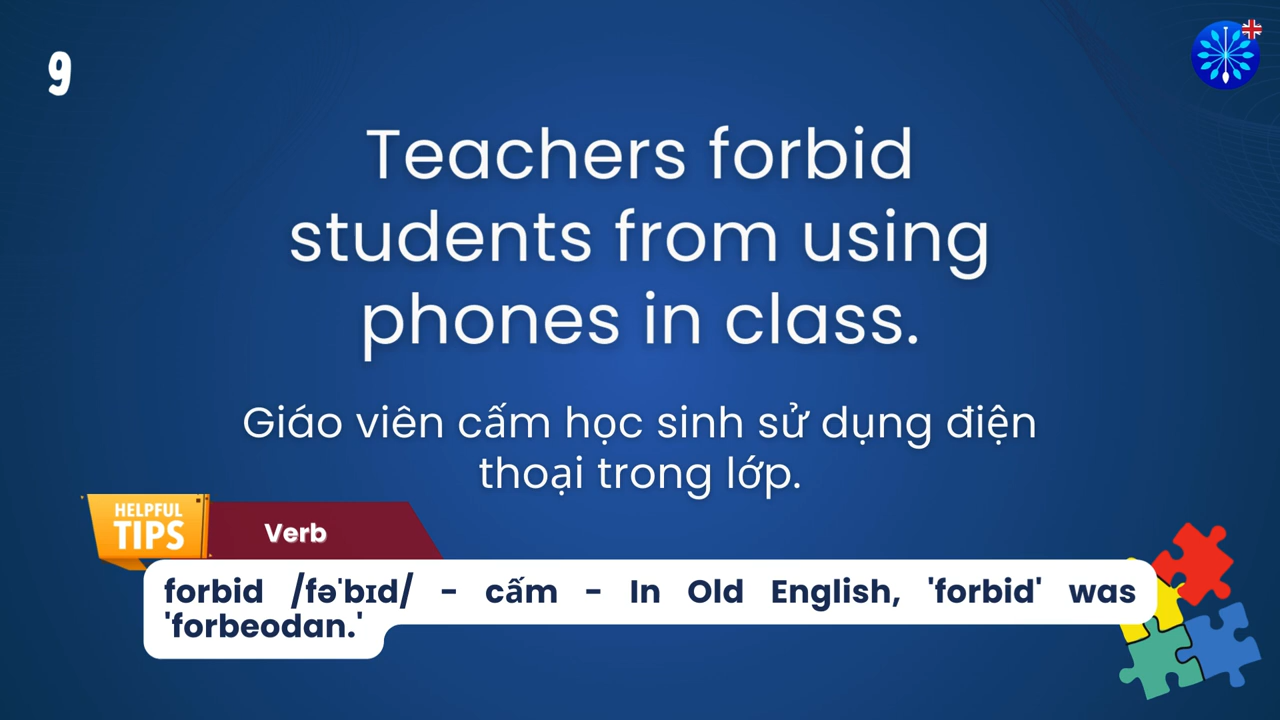 9
Teachers forbid
students from using
phones in class.
Giáo viên cấm học sinh sử dụng điện
thoại trong lớp.
HELPFUL
TIPS
Verb
forbid /fəˈbɪd/ - cấm - In Old English, 'forbid' was
'forbeodan.'